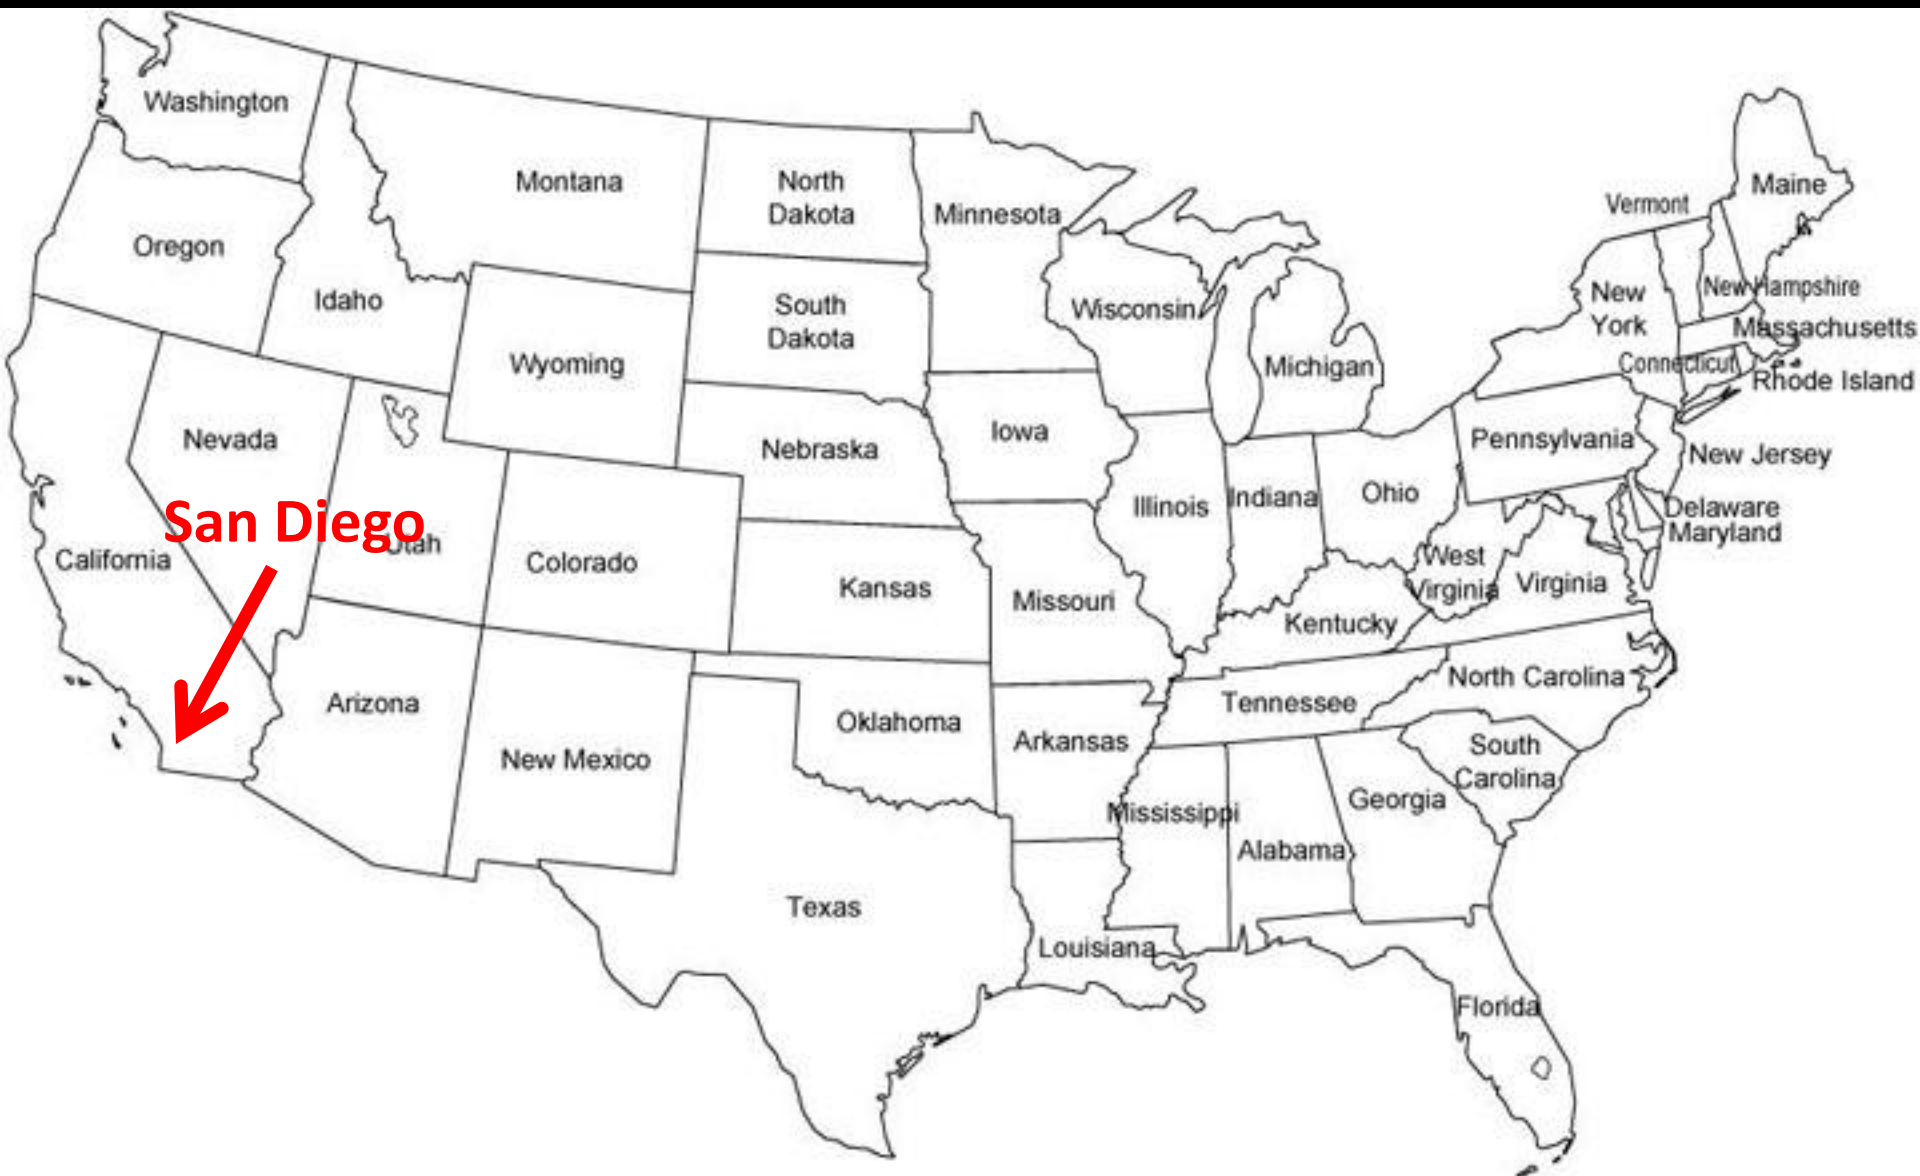 Washington
Montana
North
Dakota
Minnesota
Maine
Vermont
Oregon
Idaho
Wisconsin
New
York
New Hampshire
Massachusetts
South
Dakota
Wyoming
Michigan
Connecticut
Rhode Island
Nevada
Nebraska
Iowa
Pennsylvania
New Jersey
Illinois
Indiana
Ohio
Delaware
Maryland
San Diego
Utah
California
Colorado
Kansas
Missouri
West
Virginia
Virginia
Kentucky
North Carolina
Arizona
New Mexico
Oklahoma
Arkansas
Tennessee
South
Carolina
Mississippi
Alabama
Georgia
Texas
Louisiana
Florida